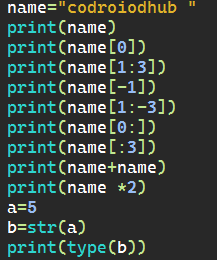 name="codroiodhub "
print(name)
print(name[0])
print(name[1:3])
print(name[-1])
print(name[1:-3])
print(name[0:])
print(name[:3])
print(name+name)
print(name *2)
a=5
b=str(a)
print(type(b))